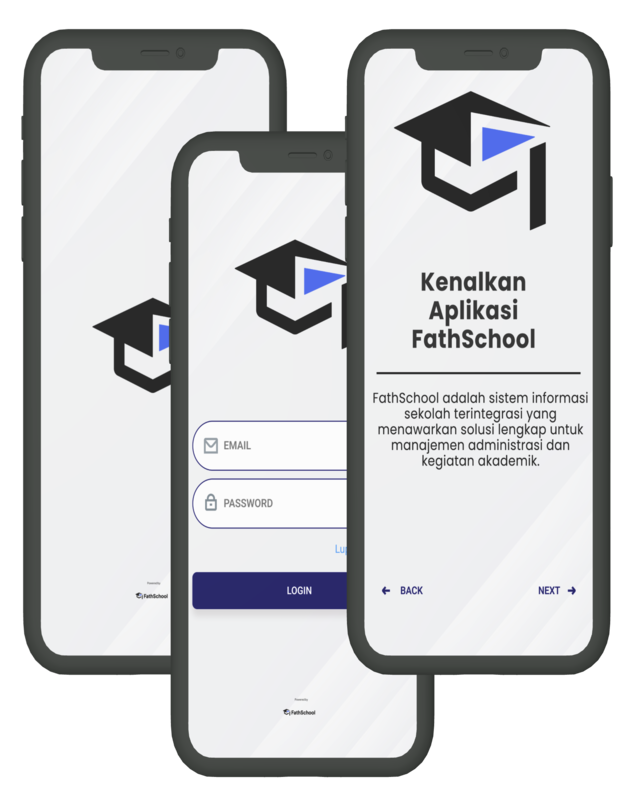 Powered by
FathSchool
EMAIL
PASSWORD
Lup
LOGIN
Powered by
FathSchool
Kenalkan
Aplikasi
FathSchool
FathSchool adalah sistem informasi
sekolah terintegrasi yang
menawarkan solusi lengkap untuk
manajemen administrasi dan
kegiatan akademik.
BACK
NEXT